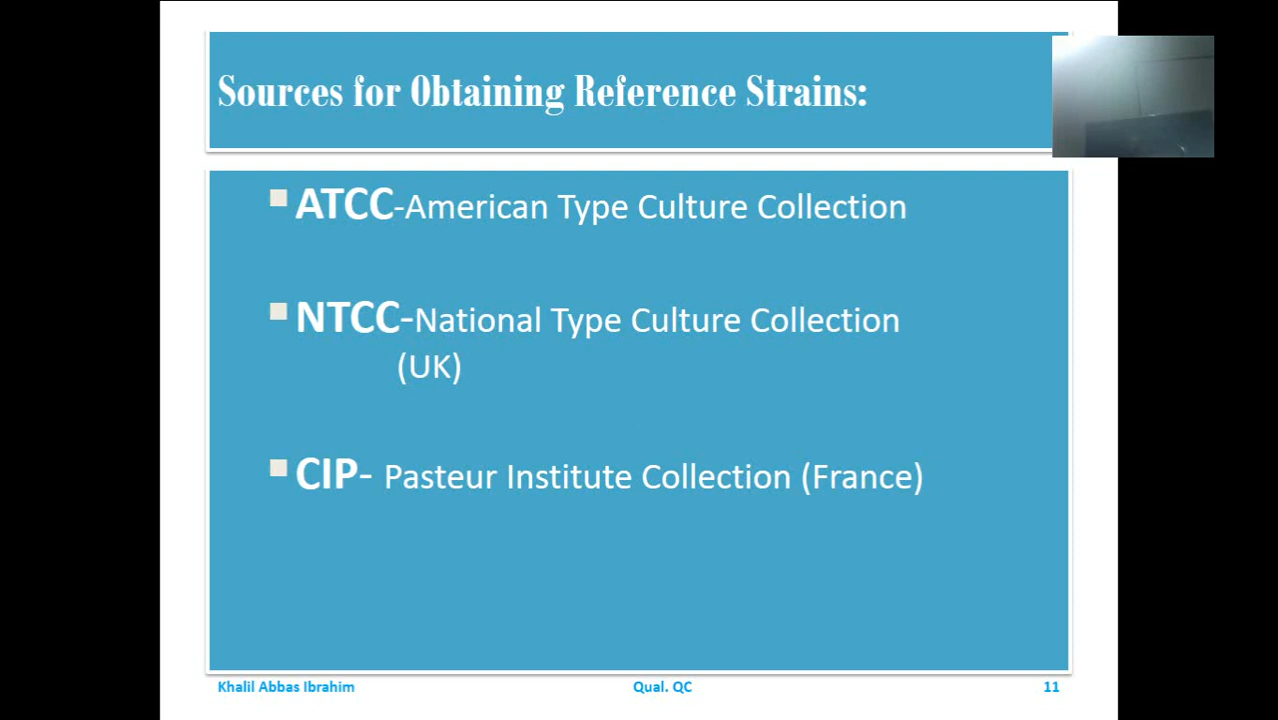 Sources for Obtaining Reference Strains:
▪ ATCC-American Type Culture Collection
▪ NTCC-National Type Culture Collection
(UK)
▪ CIP- Pasteur Institute Collection (France)
Khalil Abbas Ibrahim Qual. QC 11